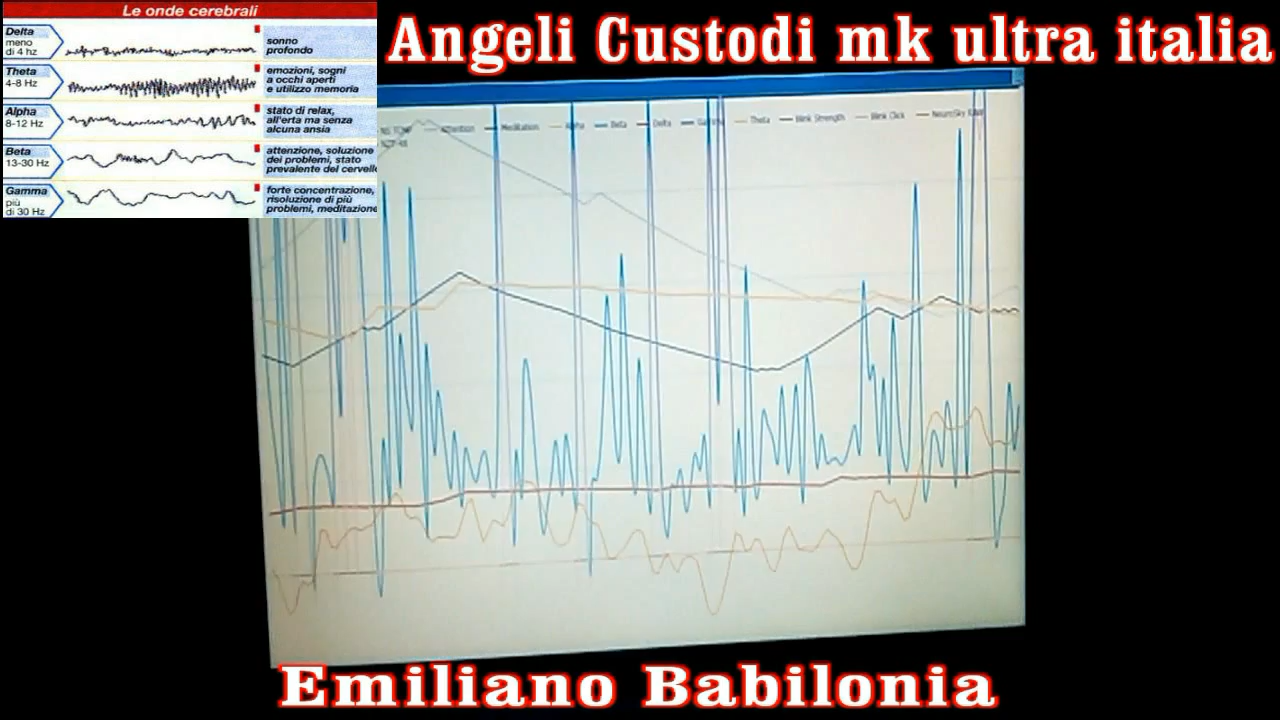 Le onde cerebrali
Angeli Custodi mk ultra italia
Delta
meno
di 4 hz
sonno
profondo
Theta
4-8 Hz
emozioni, sogni
a occhi aperti
e utilizzo memoria
Alpha
8-12 Hz
stato di relax,
all'erta ma senza
alcuna ansia
Beta
13-30 Hz
attenzione, soluzione
dei problemi, stato
prevalente del cervello
Gamma
più
di 30 Hz
forte concentrazione,
risoluzione di più
problemi, meditazione
Attention Meditation Alpha Beta Delta Gamma Theta Blink Strength Blink Click
Emiliano Babilonia